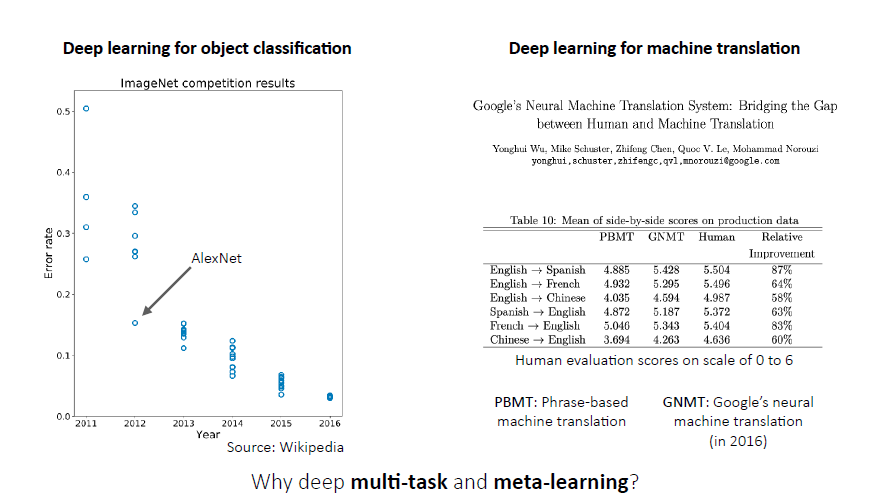 Deep learning for object classification
ImageNet competition results
0.5
0.4
0.3
0.2
0.1
0.0
Error rate
AlexNet
2011 2012 2013 2014 2015 2016
Year
Source: Wikipedia
Deep learning for machine translation
Google's Neural Machine Translation System: Bridging the Gap
between Human and Machine Translation
Yonghui Wu, Mike Schuster, Zhifeng Chen, Quoc V. Le, Mohammad Norouzi
yonghui,schuster,zhifengc,qvl,mnorouzi@google.com
Table 10: Mean of side-by-side scores on production data
PBMT GNMT Human Relative
Improvement
English → Spanish 4.885 5.428 5.504 87%
English → French 4.932 5.295 5.496 64%
English → Chinese 4.035 4.594 4.987 58%
Spanish → English 4.872 5.187 5.372 63%
French → English 5.046 5.343 5.404 83%
Chinese → English 3.694 4.263 4.636 60%
Human evaluation scores on scale of 0 to 6
PBMT: Phrase-based
machine translation
GNMT: Google's neural
machine translation
(in 2016)
Why deep multi-task and meta-learning?